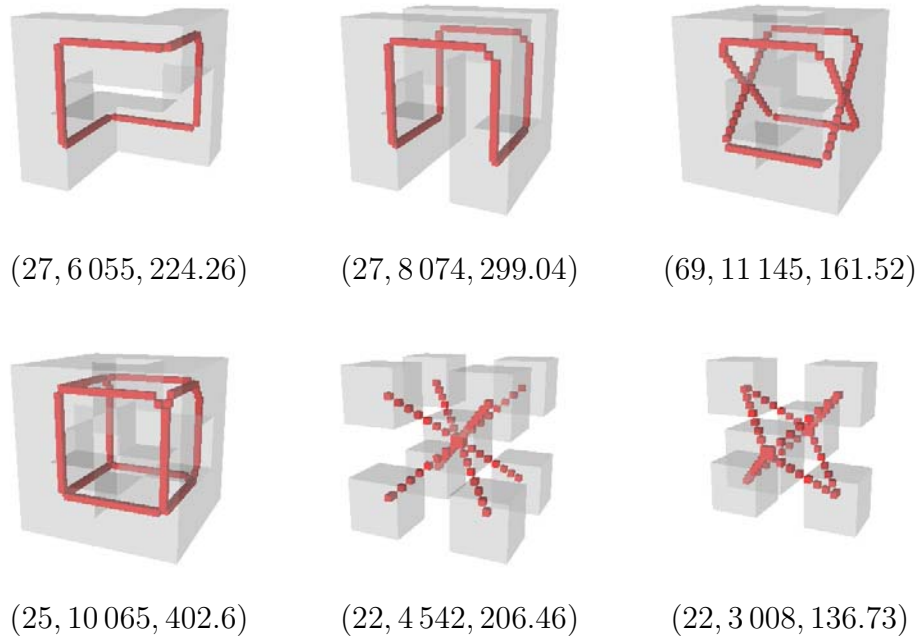 (27, 6 055, 224.26) (27, 8 074, 299.04) (69, 11 145, 161.52)
(25, 10 065, 402.6) (22, 4 542, 206.46) (22, 3 008, 136.73)